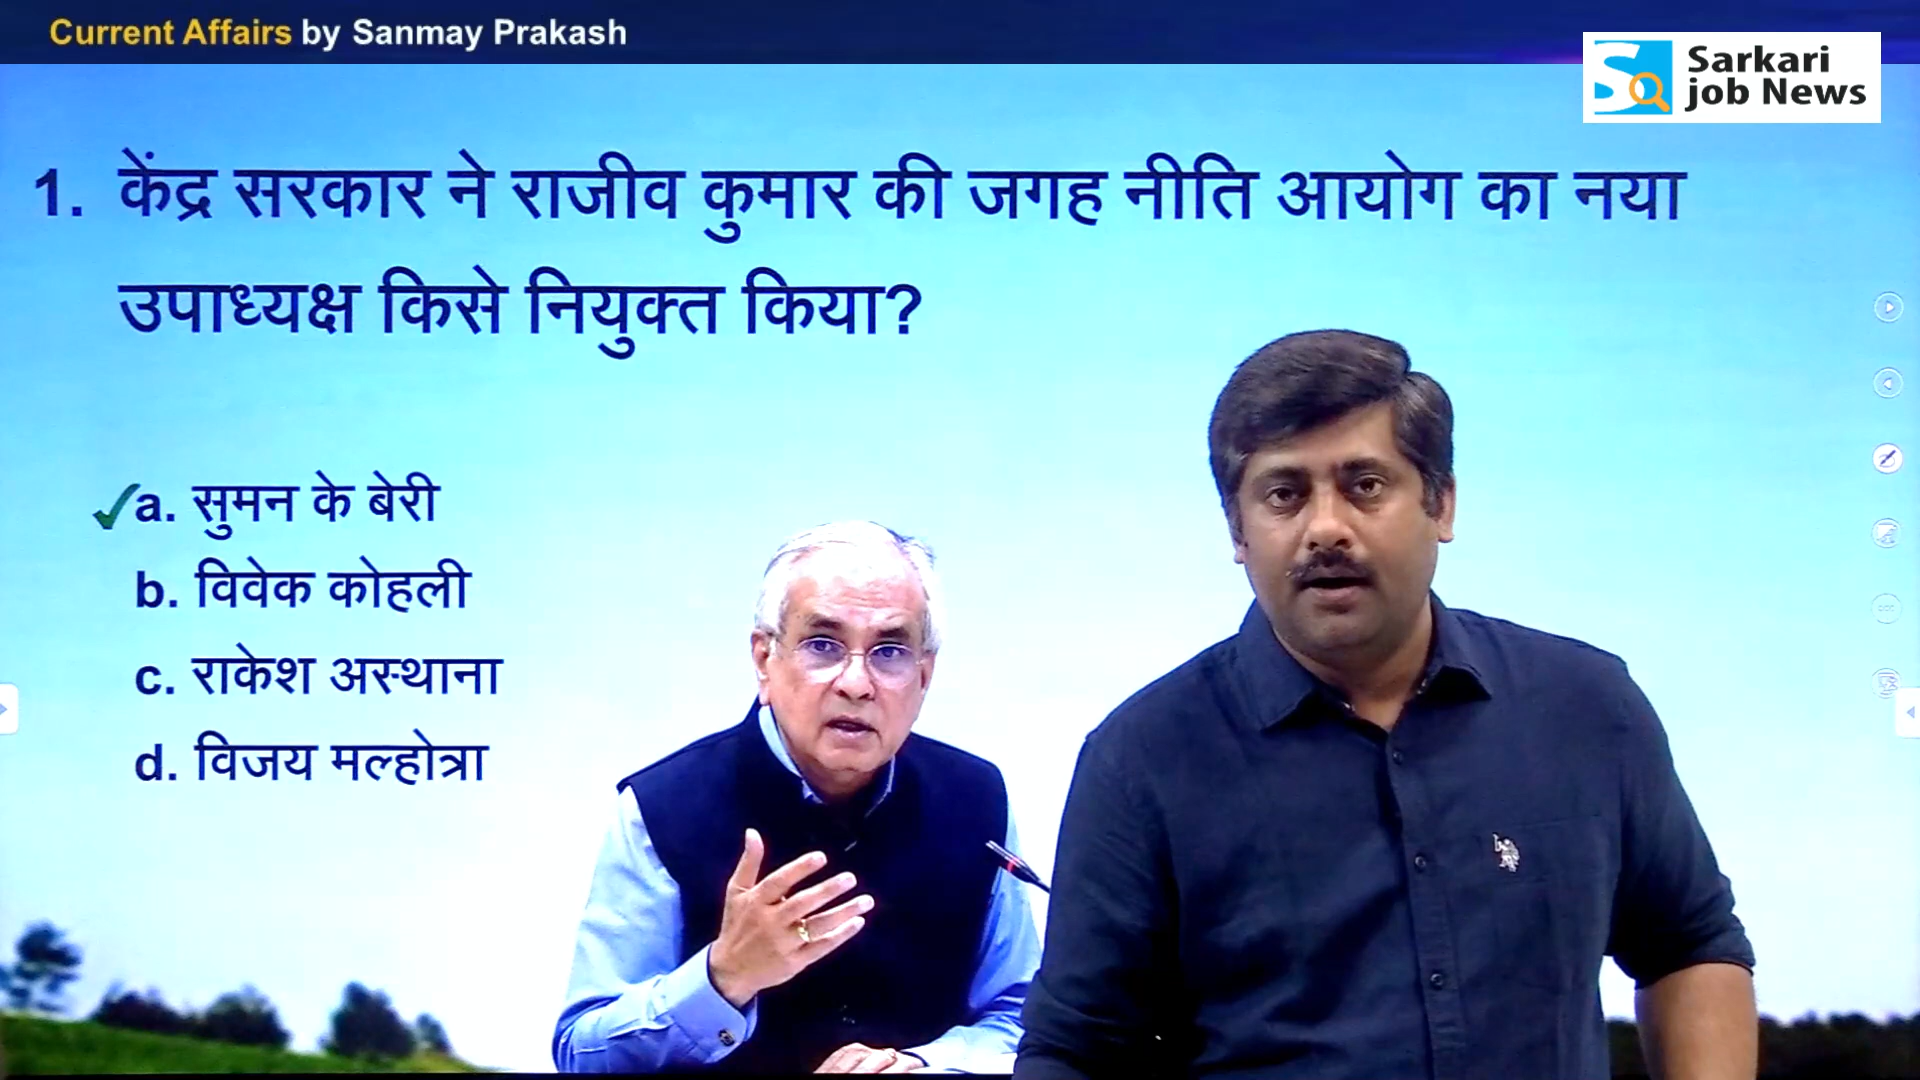 Current Affairs by Sanmay Prakash
Sarkari
job News
1. केंद्र सरकार ने राजीव कुमार की जगह नीति आयोग का नया
उपाध्यक्ष किसे नियुक्त किया?
a. सुमन के बेरी
b. विवेक कोहली
c. राकेश अस्थाना
d. विजय मल्होत्रा